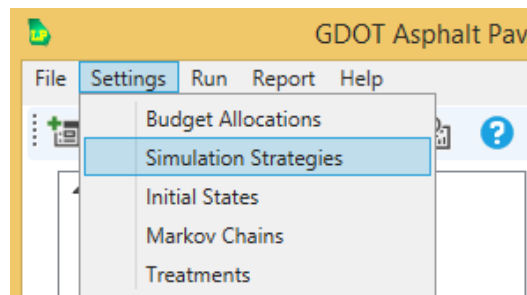 GDOT Asphalt Pav
File Settings Run Report Help
Budget Allocations
Simulation Strategies
Initial States
Markov Chains
Treatments